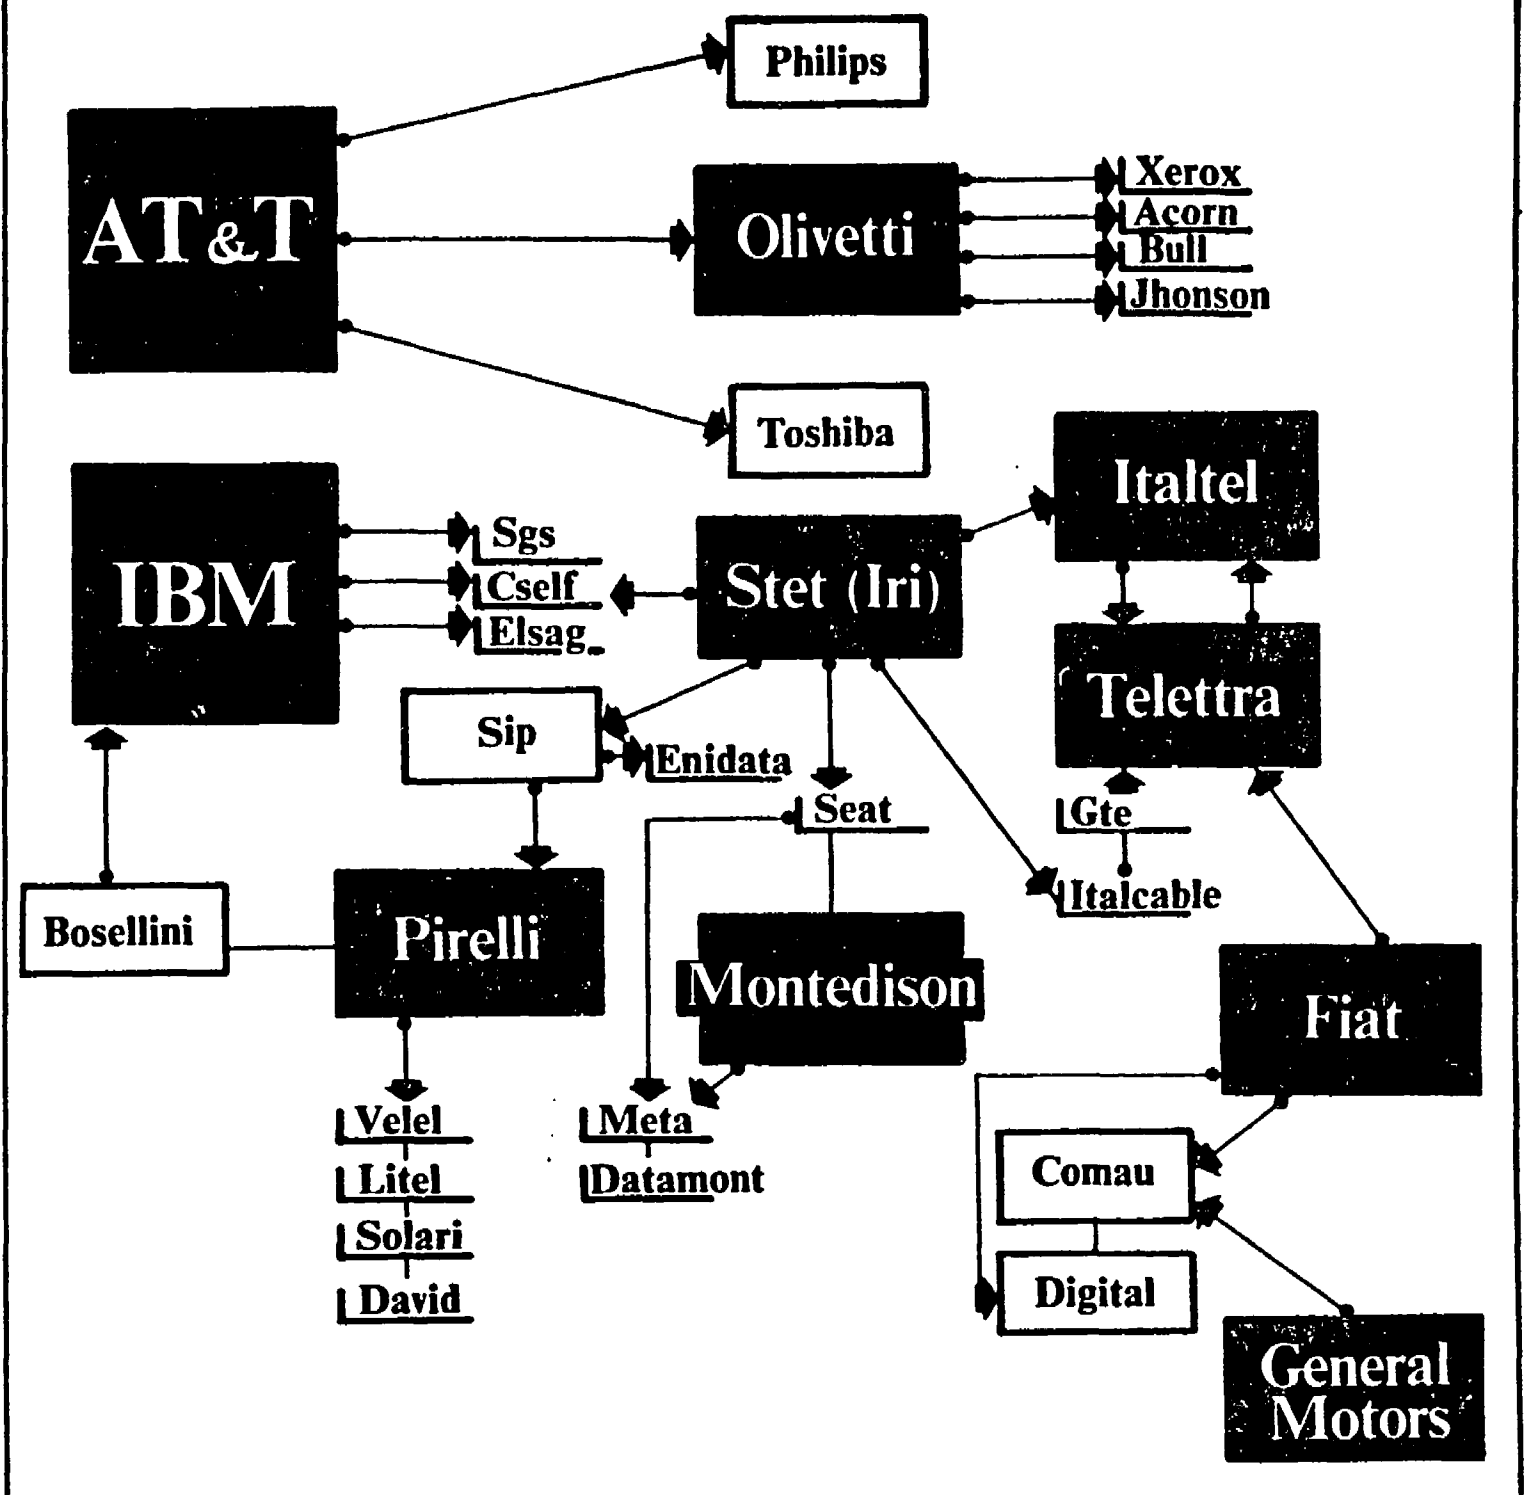 Philips
AT&T
Olivetti
Xerox
Acorn
Bull
Jhonson
Toshiba
Italtel
IBM
Sgs
Cself
Elsag
Stet (Iri)
Telettra
Sip
Enidata
Seat
Gte
Italcable
Bosellini
Pirelli
Montedison
Fiat
Velel
Litel
Solari
David
Meta
Datamont
Comau
Digital
General
Motors